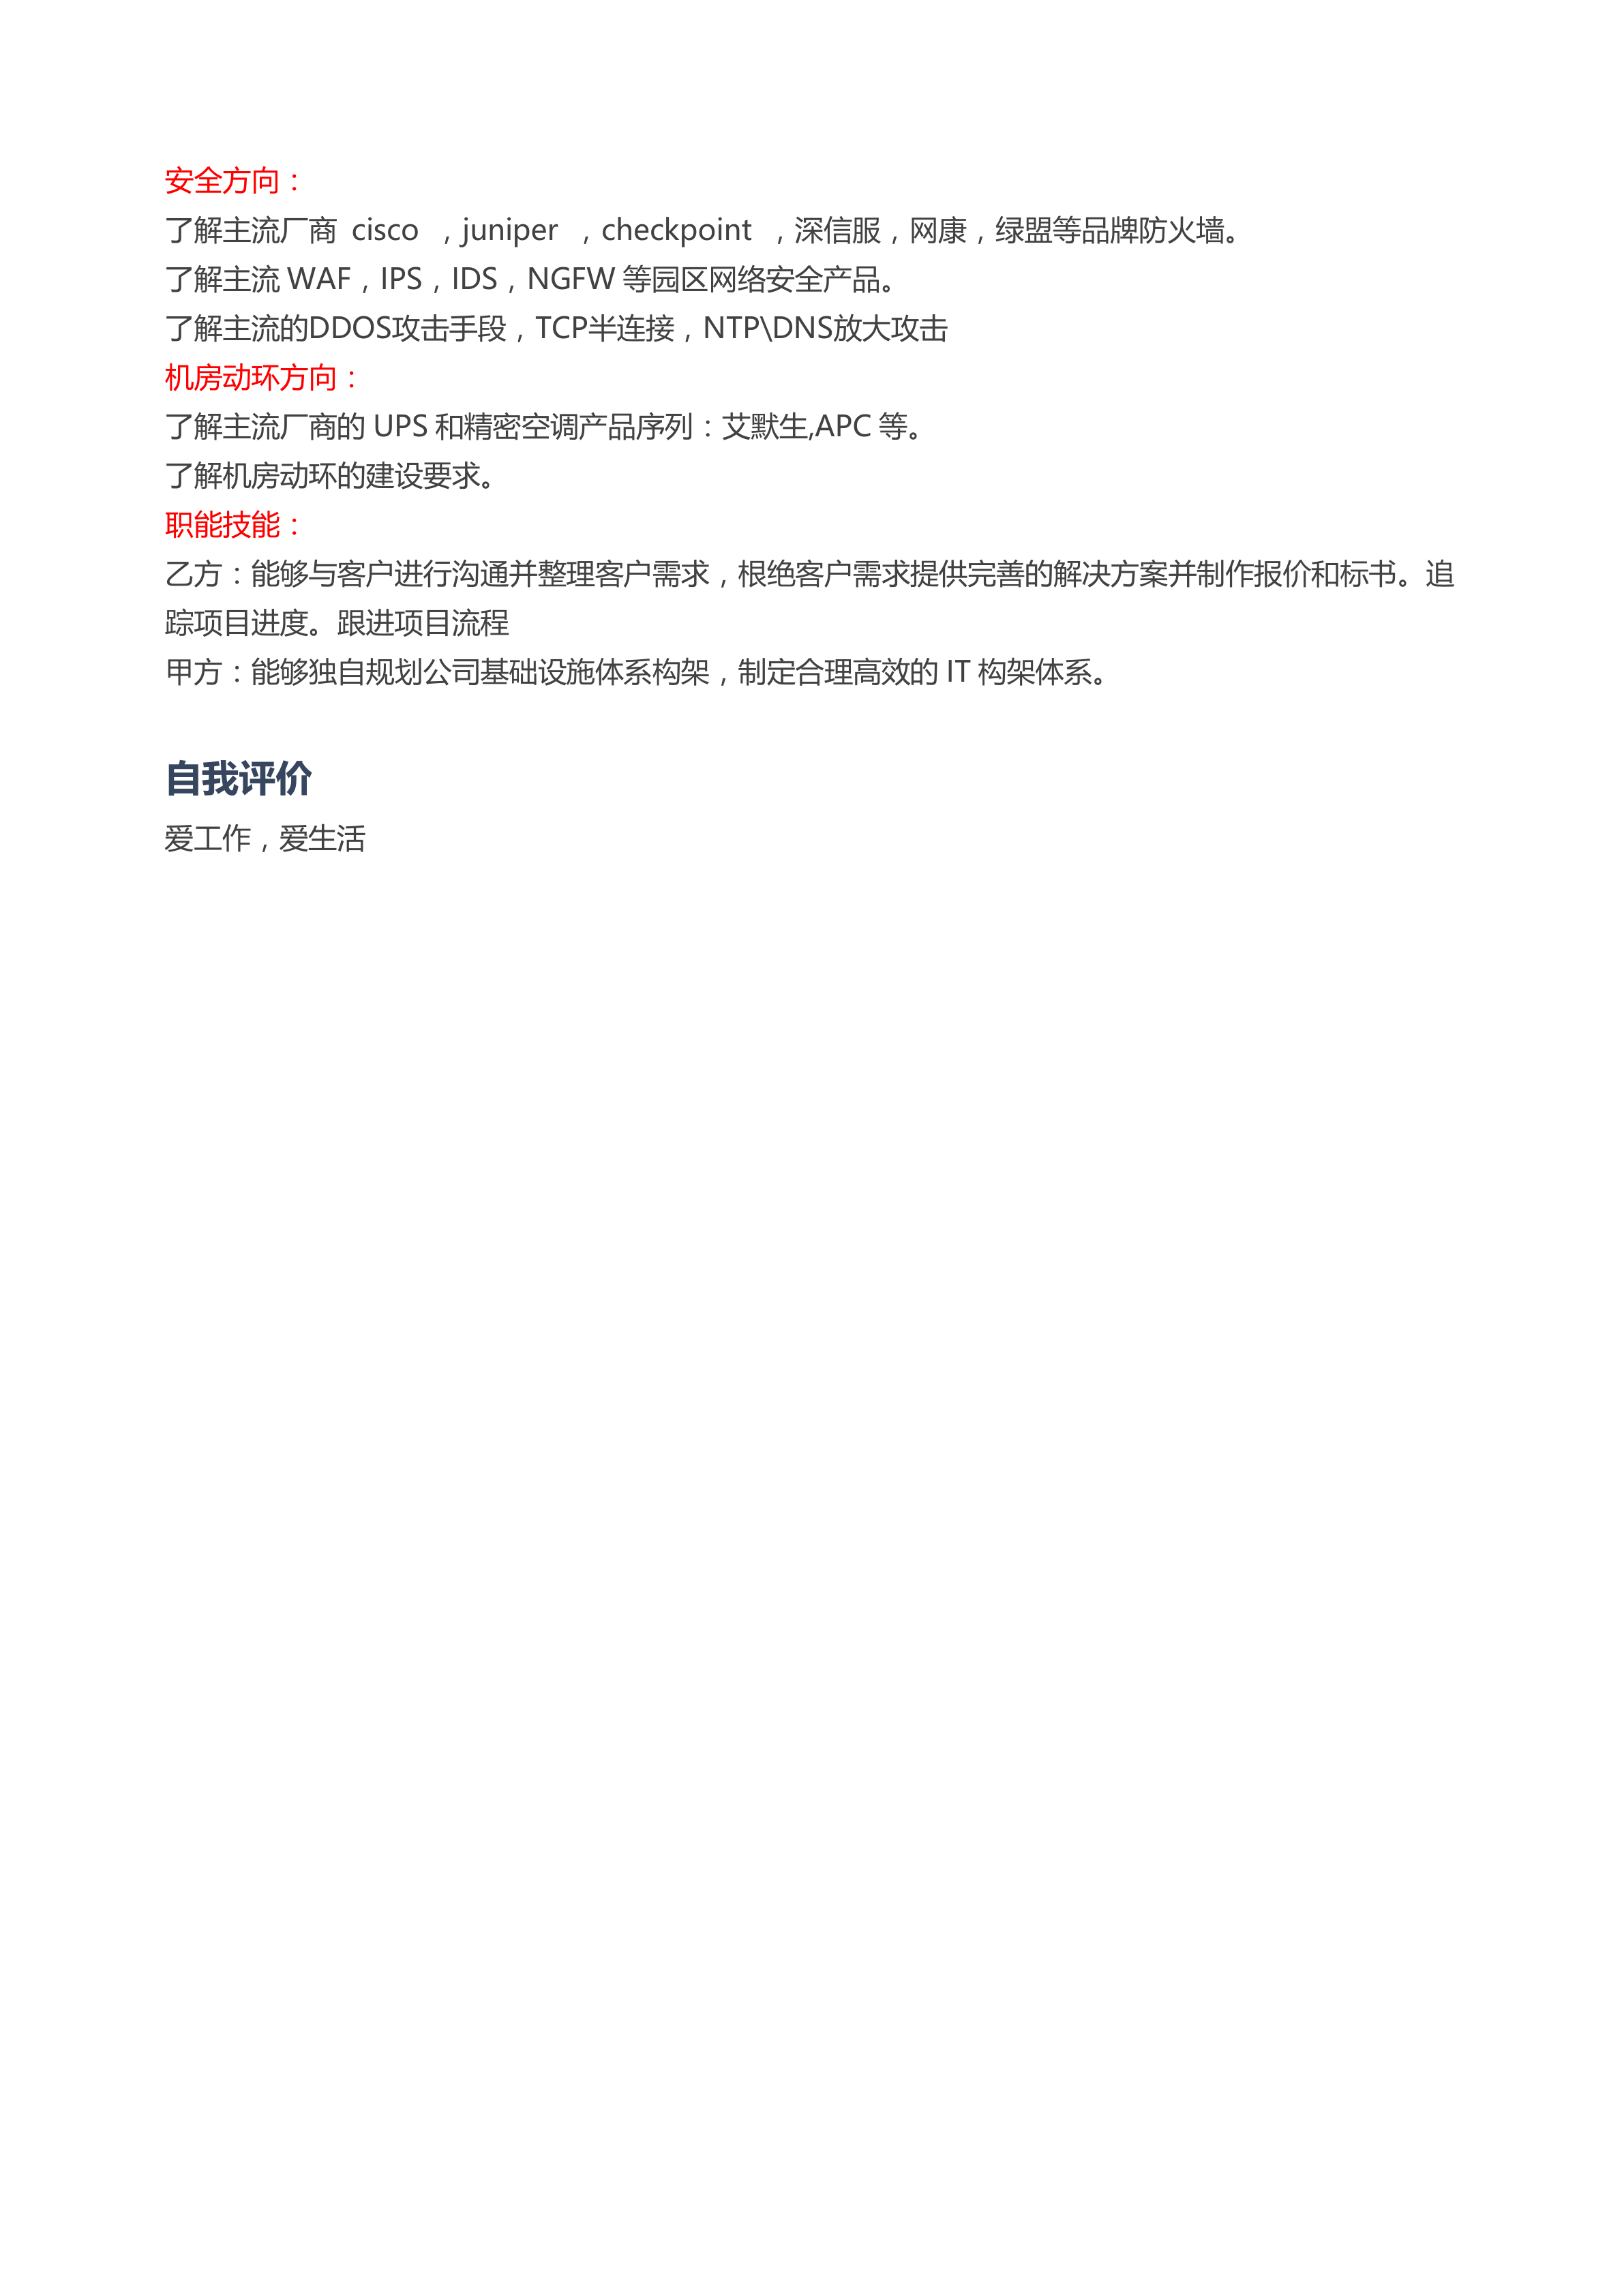 安全方向：
了解主流厂商 cisco ，juniper ，checkpoint ，深信服，网康，绿盟等品牌防火墙。
了解主流 WAF，IPS，IDS，NGFW 等园区网络安全产品。
了解主流的DDOS攻击手段，TCP半连接，NTP\DNS放大攻击
机房动环方向：
了解主流厂商的 UPS 和精密空调产品序列：艾默生,APC 等。
了解机房动环的建设要求。
职能技能：
乙方：能够与客户进行沟通并整理客户需求，根绝客户需求提供完善的解决方案并制作报价和标书。追
踪项目进度。跟进项目流程
甲方：能够独自规划公司基础设施体系构架，制定合理高效的 IT 构架体系。
自我评价
爱工作，爱生活